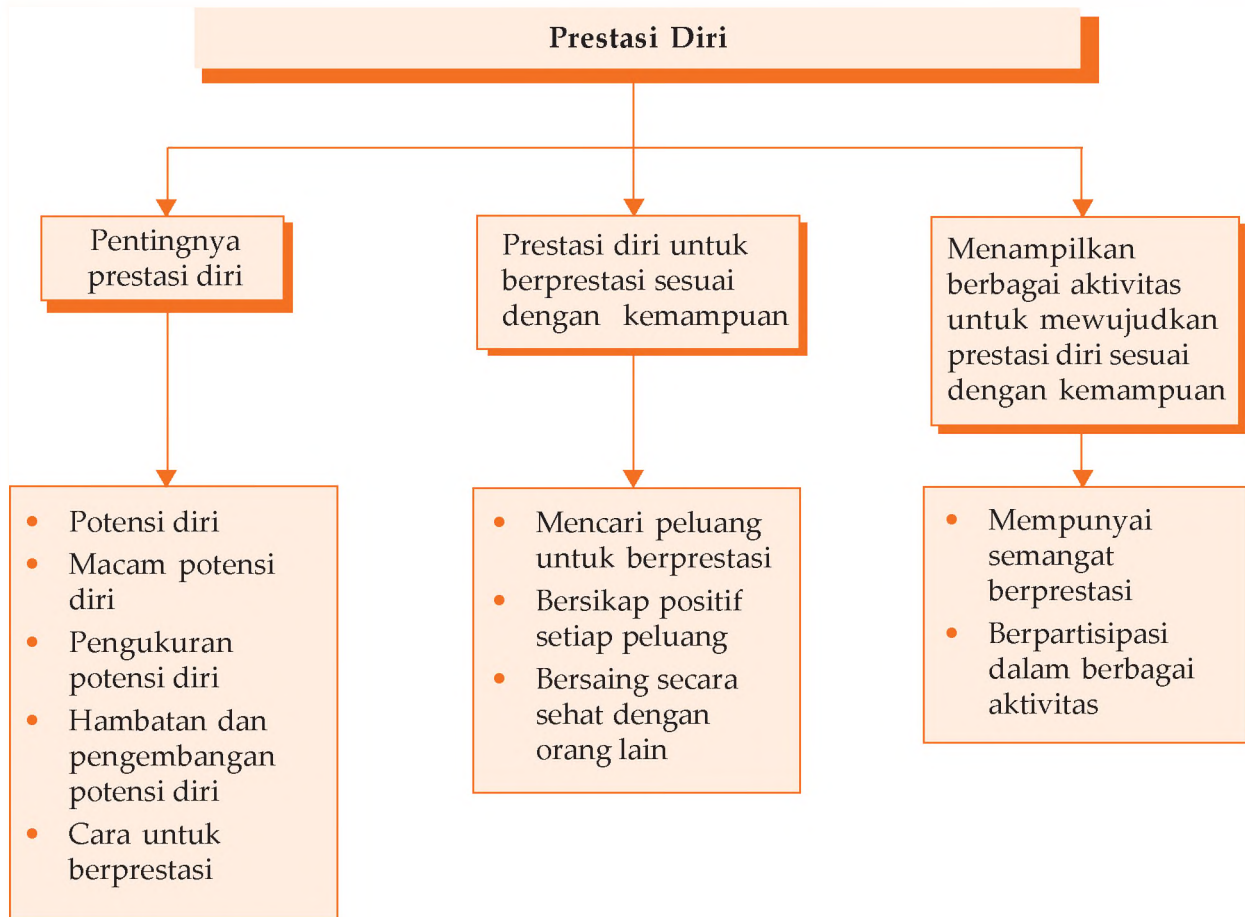 Prestasi Diri
Pentingnya
prestasi diri
Prestasi diri untuk
berprestasi sesuai
dengan kemampuan
Menampilkan
berbagai aktivitas
untuk mewujudkan
prestasi diri sesuai
dengan kemampuan
• Potensi diri
• Macam potensi
diri
• Pengukuran
potensi diri
• Hambatan dan
pengembangan
potensi diri
• Cara untuk
berprestasi
• Mencari peluang
untuk berprestasi
• Bersikap positif
setiap peluang
• Bersaing secara
sehat dengan
orang lain
• Mempunyai
semangat
berprestasi
• Berpartisipasi
dalam berbagai
aktivitas